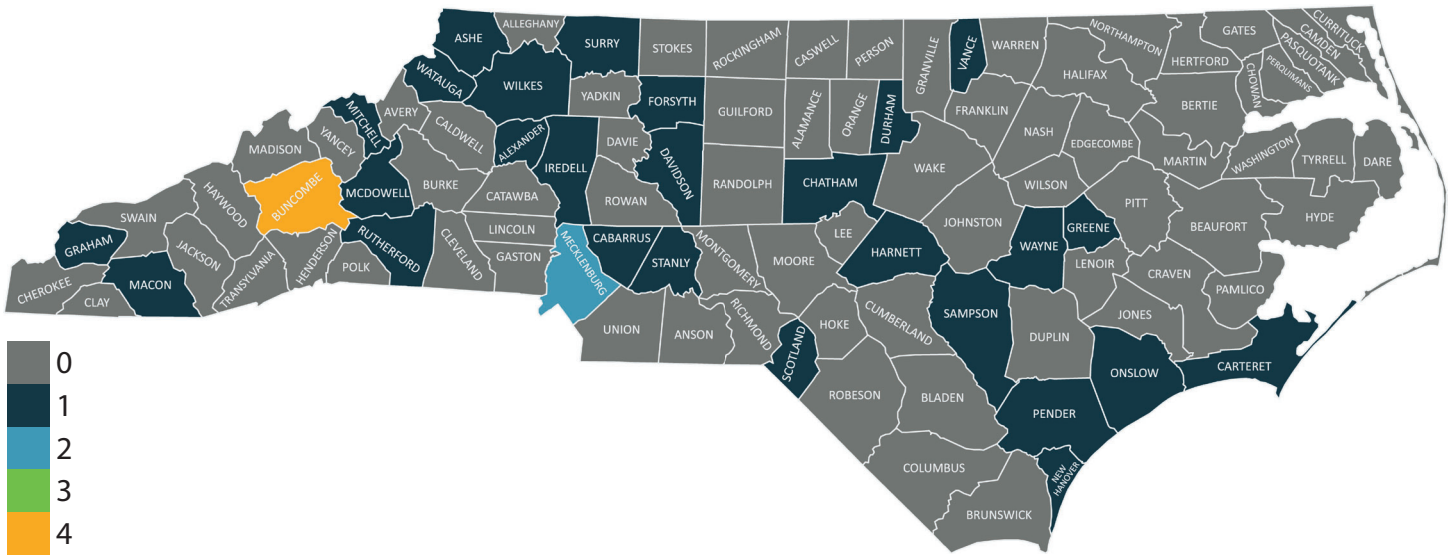 ALLEGHANY
ASHE
SURRY
STOKES
ROCKINGHAM
CASWELL
PERSON
GRANVILLE
VANCE
WARREN
NORTHAMPTON
GATES
CURRITUCK
CAMDEN
PASQUOTANK
PERQUIMANS
CHOWAN
HERTFORD
HALIFAX
WATAUGA
WILKES
YADKIN
FORSYTH
GUILFORD
ALAMANCE
ORANGE
DURHAM
FRANKLIN
NASH
EDGECOMBE
BERTIE
MARTIN
WASHINGTON
TYRRELL
DARE
MITCHELL
AVERY
CALDWELL
ALEXANDER
IREDELL
DAVIE
DAVIDSON
RANDOLPH
CHATHAM
WAKE
WILSON
PITT
BEAUFORT
HYDE
MADISON
YANCEY
BUNCOMBE
MCDOWELL
BURKE
CATAWBA
ROWAN
HAYWOOD
SWAIN
GRAHAM
JACKSON
TRANSYLVANIA
HENDERSON
POLK
RUTHERFORD
CLEVELAND
LINCOLN
GASTON
MECKLENBURG
CABARRUS
STANLY
MONTGOMERY
MOORE
LEE
HARNETT
JOHNSTON
WAYNE
GREENE
LENOIR
CRAVEN
PAMLICO
CHEROKEE
CLAY
MACON
UNION
ANSON
RICHMOND
SCOTLAND
HOKE
CUMBERLAND
SAMPSON
DUPLIN
JONES
ONSLOW
CARTERET
ROBESON
BLADEN
PENDER
COLUMBUS
NEW
HANOVER
BRUNSWICK
0
1
2
3
4